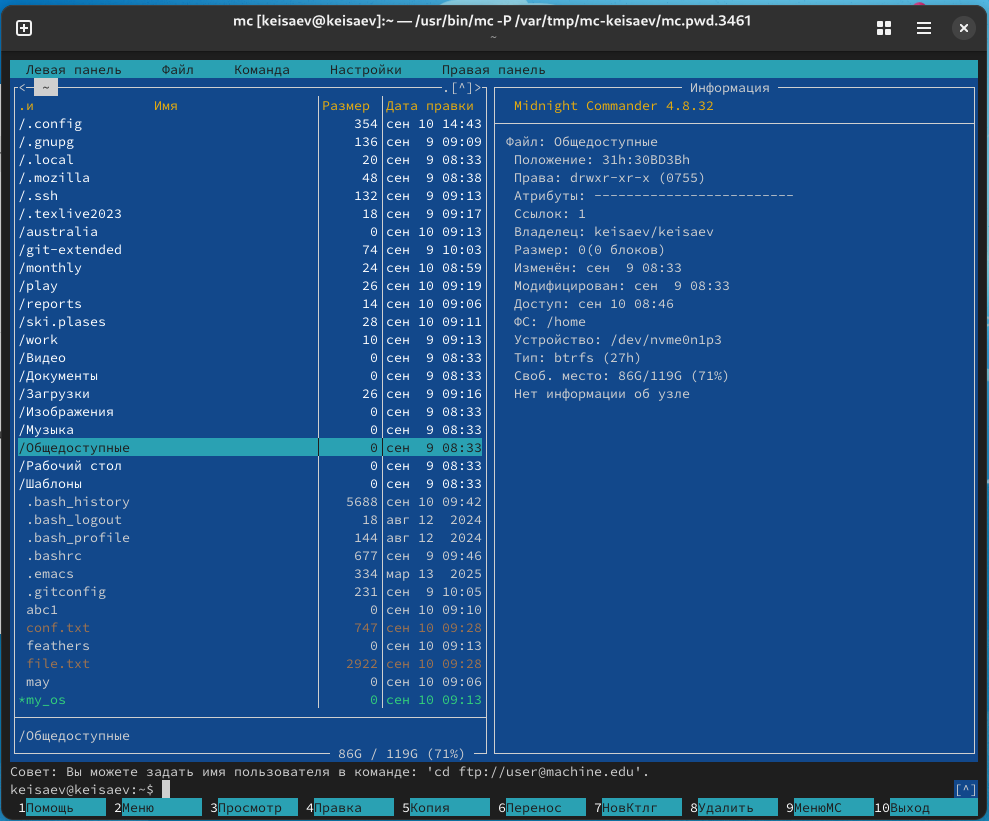 mc [keisaev@keisaev]:~ — /usr/bin/mc -P /var/tmp/mc-keisaev/mc.pwd.3461
~
Левая панель Файл Команда Настройки Правая панель
<─ ~ ─.[^]>
.и Имя Размер Дата правки
/.config 354 сен 10 14:43
/.gnupg 136 сен 9 09:09
/.local 20 сен 9 08:33
/.mozilla 48 сен 9 08:38
/.ssh 132 сен 9 09:13
/.texlive2023 18 сен 9 09:17
/australia 0 сен 10 09:13
/git-extended 74 сен 9 10:03
/monthly 24 сен 10 08:59
/play 26 сен 10 09:19
/reports 14 сен 10 09:06
/ski.plases 28 сен 10 09:11
/work 10 сен 9 09:13
/Видео 0 сен 9 08:33
/Документы 0 сен 9 08:33
/Загрузки 26 сен 9 09:16
/Изображения 0 сен 9 08:33
/Музыка 0 сен 9 08:33
/Общедоступные 0 сен 9 08:33
/Рабочий стол 0 сен 9 08:33
/Шаблоны 0 сен 9 08:33
.bash_history 5688 сен 10 09:42
.bash_logout 18 авг 12 2024
.bash_profile 144 авг 12 2024
.bashrc 677 сен 9 09:46
.emacs 334 мар 13 2025
.gitconfig 231 сен 9 10:05
abc1 0 сен 10 09:10
conf.txt 747 сен 10 09:28
feathers 0 сен 10 09:13
file.txt 2922 сен 10 09:28
may 0 сен 10 09:06
*my_os 0 сен 10 09:13
/Общедоступные
86G / 119G (71%)
Информация
Midnight Commander 4.8.32
Файл: Общедоступные
Положение: 31h:30BD3Bh
Права: drwxr-xr-x (0755)
Атрибуты: -------------------------
Ссылок: 1
Владелец: keisaev/keisaev
Размер: 0(0 блоков)
Изменён: сен 9 08:33
Модифицирован: сен 9 08:33
Доступ: сен 10 08:46
ФС: /home
Устройство: /dev/nvme0n1p3
Тип: btrfs (27h)
Своб. место: 86G/119G (71%)
Нет информации об узле
Совет: Вы можете задать имя пользователя в команде: 'cd ftp://user@machine.edu'.
keisaev@keisaev:~$ [^]
1Помощь 2Меню 3Просмотр 4Правка 5Копия 6Перенос 7НовКтлг 8Удалить 9МенюMC 10Выход